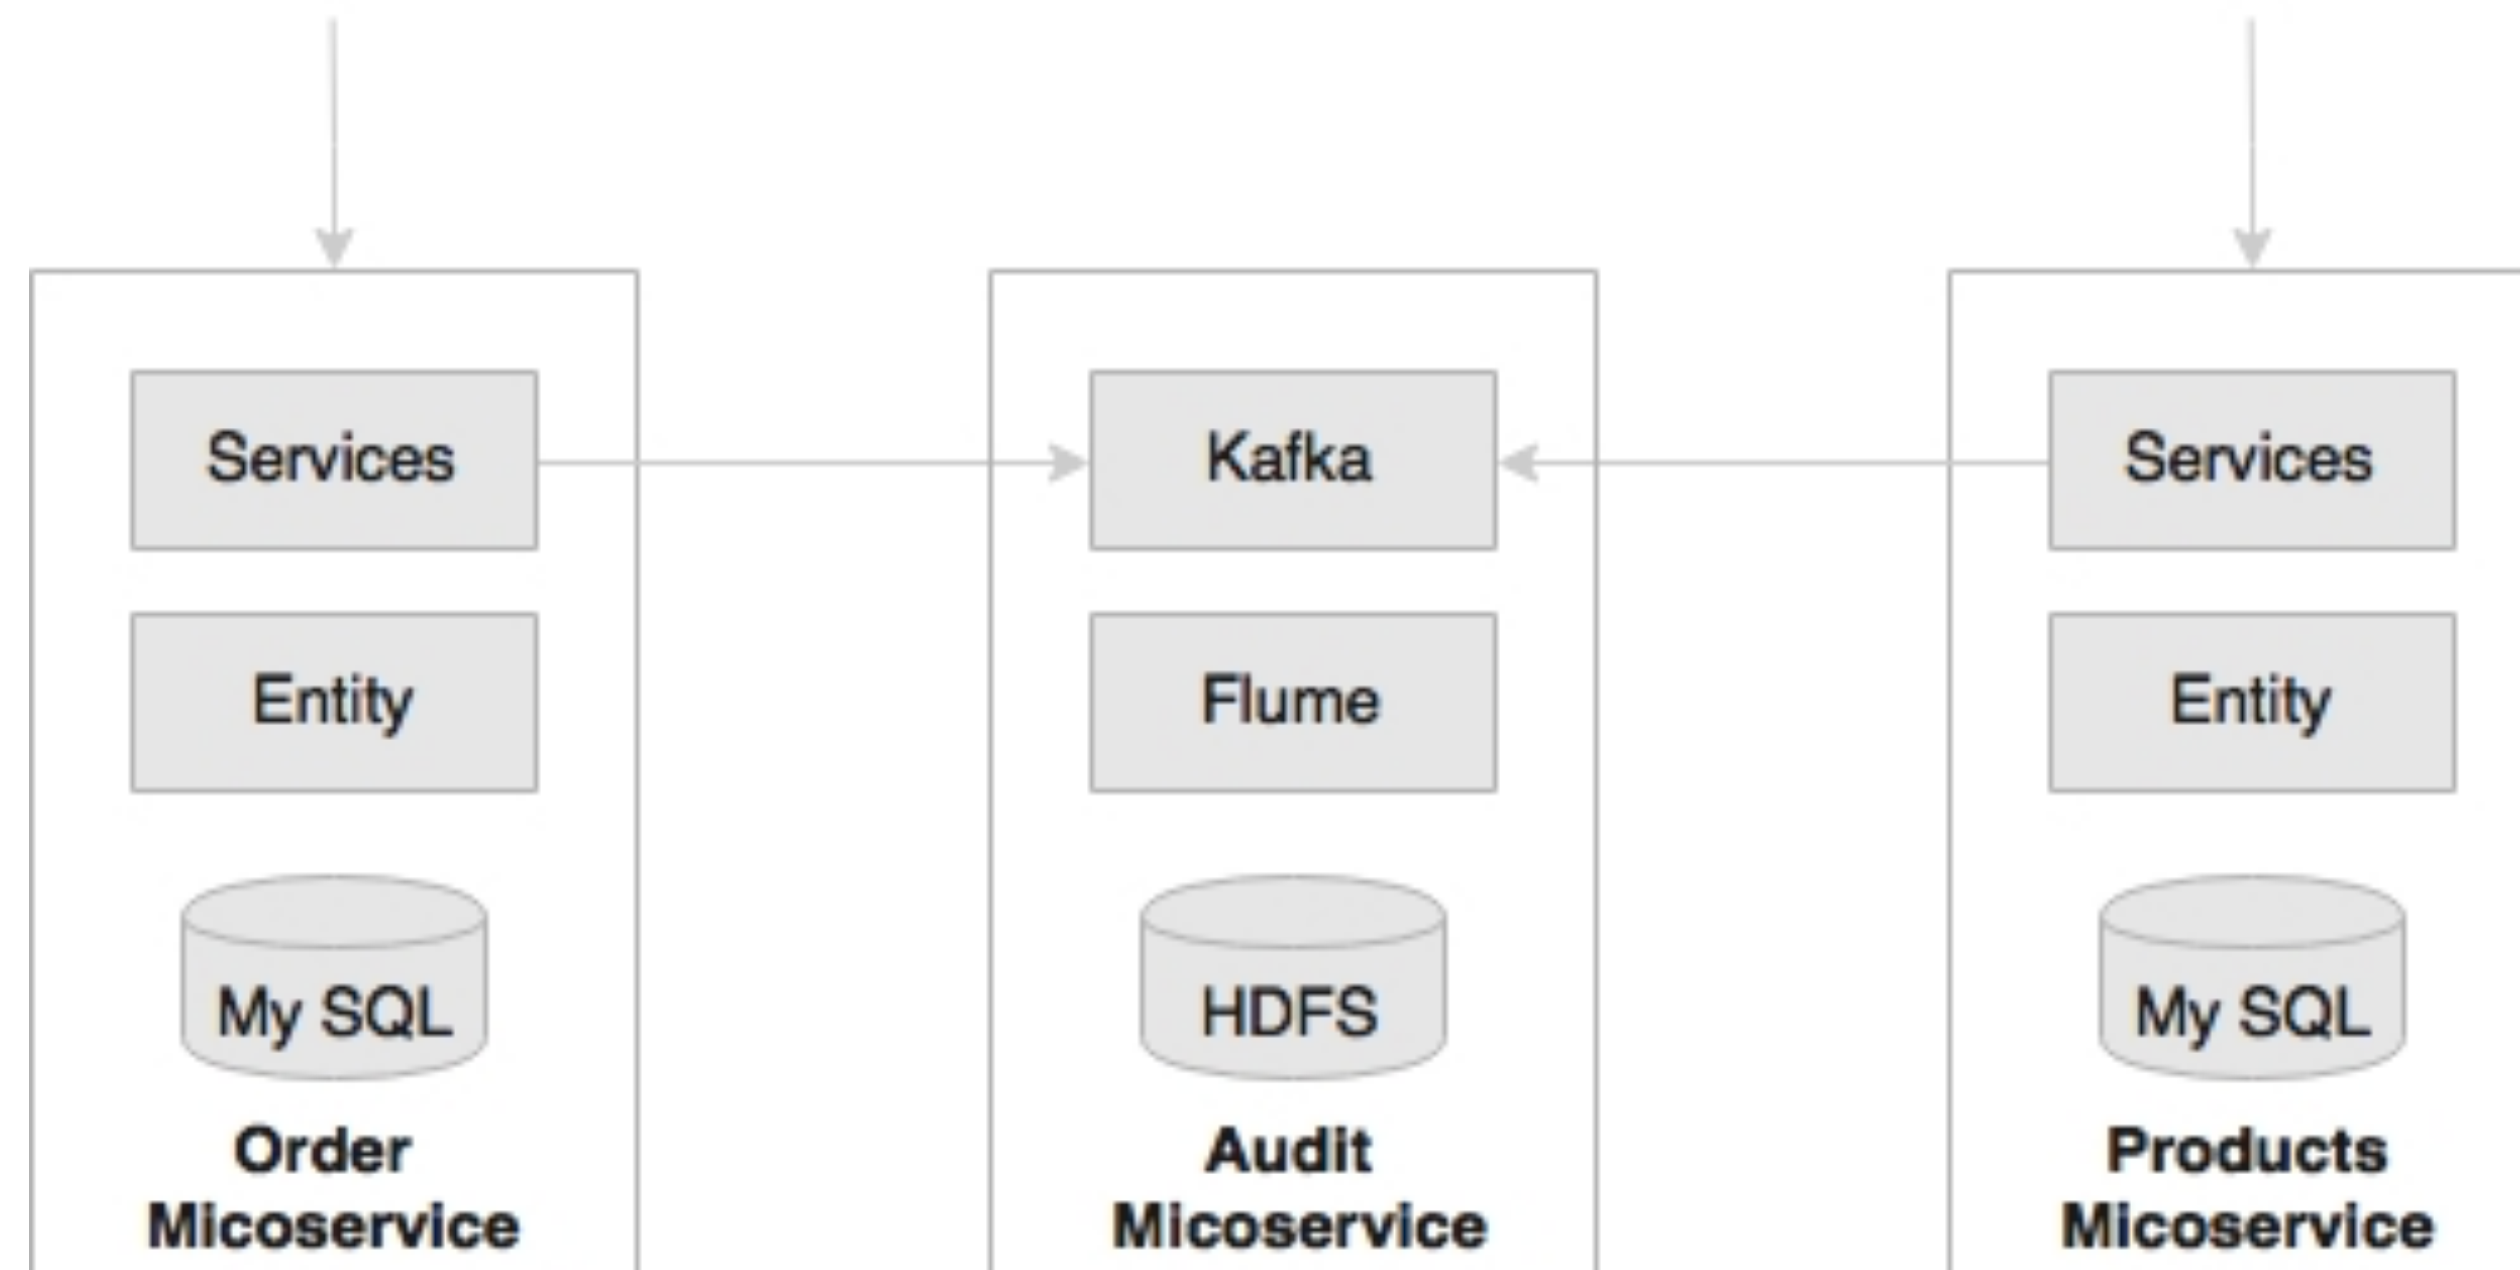 Services
Entity
My SQL
Order
Micoservice
Kafka
Flume
HDFS
Audit
Micoservice
Services
Entity
My SQL
Products
Micoservice